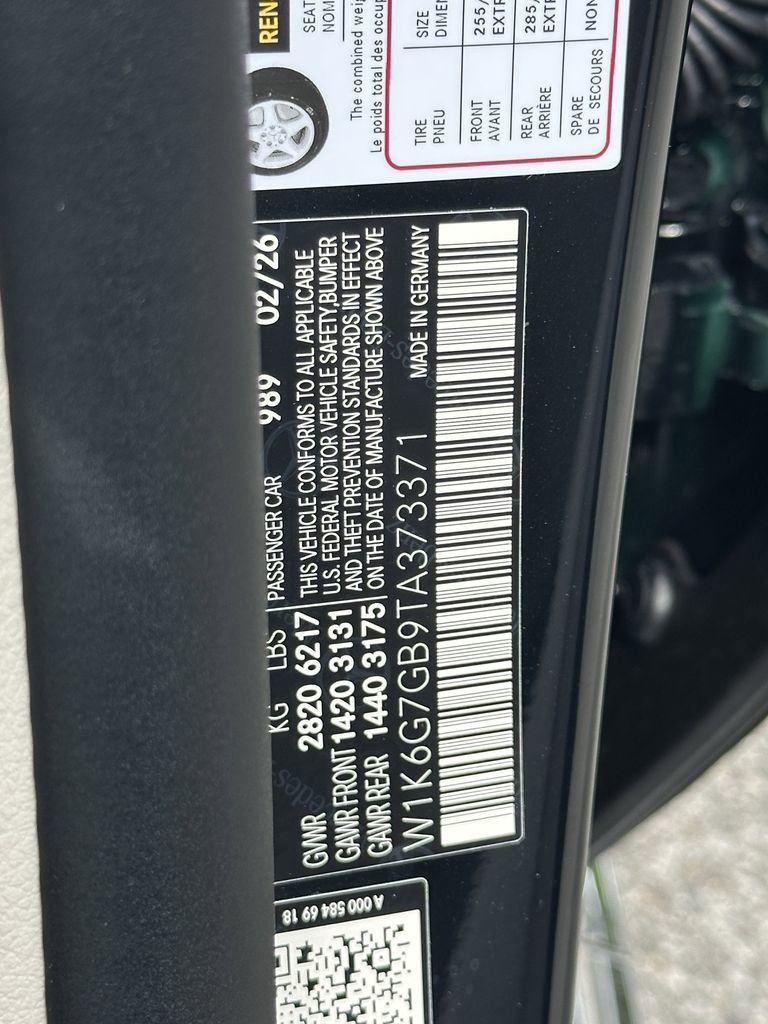 REN
SEAT
NOM
The combined weig
Le poids total des occup
TIRE SIZE
PNEU DIMEN
FRONT 255/
AVANT EXTR
REAR 285/
ARRIÈRE EXTR
SPARE NON
DE SECOURS
KG LBS PASSENGER CAR 989 02/26
GVWR 2820 6217 THIS VEHICLE CONFORMS TO ALL APPLICABLE
GAWR FRONT 1420 3131 U.S. FEDERAL MOTOR VEHICLE SAFETY,BUMPER
GAWR REAR 1440 3175 AND THEFT PREVENTION STANDARDS IN EFFECT
ON THE DATE OF MANUFACTURE SHOWN ABOVE
W1K6G7GB9TA373371 MADE IN GERMANY
A 000 584 69 18